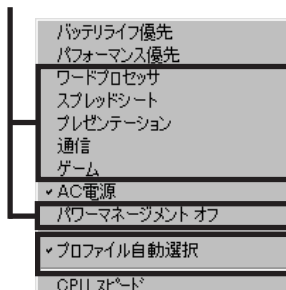 バッテリライフ優先
パフォーマンス優先
ワードプロセッサ
スプレッドシート
プレゼンテーション
通信
ゲーム
AC電源
パワーマネージメント オフ
プロファイル自動選択
CPU スピード